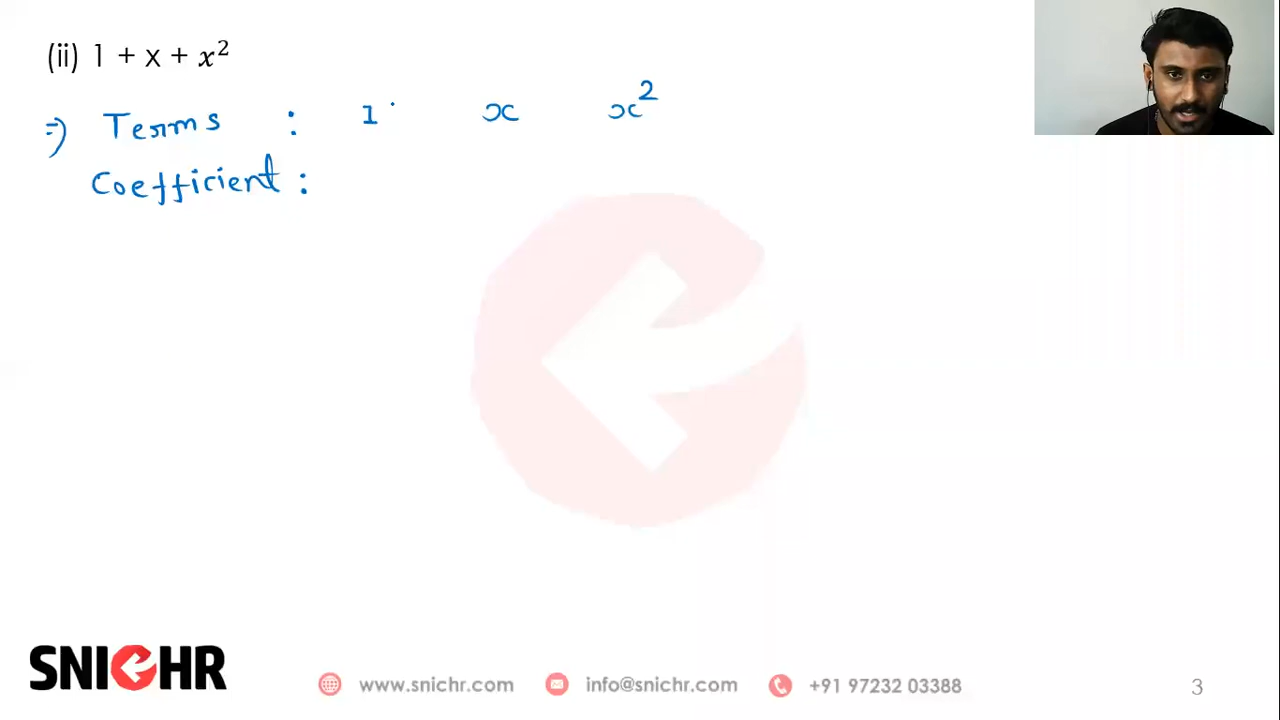 (ii) 1 + x + x²
⇒ Terms : 1 x x²
Coefficient :
SNICHR
www.snichr.com info@snichr.com +91 97232 03388 3